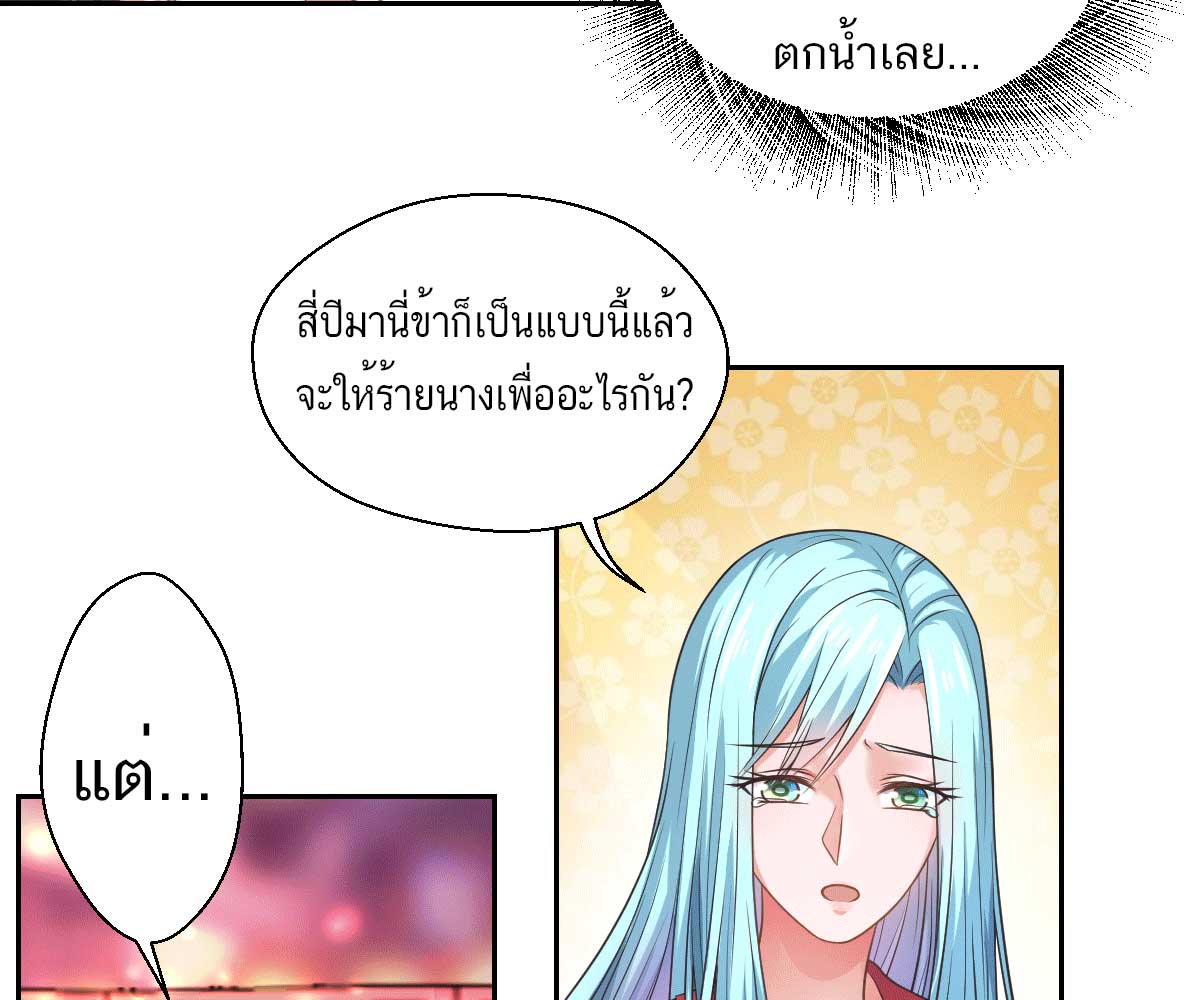 ตกน้ำเลย...
สี่ปีมานี่ข้าก็เป็นแบบนี้แล้ว
จะให้ร้ายนางเพื่ออะไรกัน?
แต่...